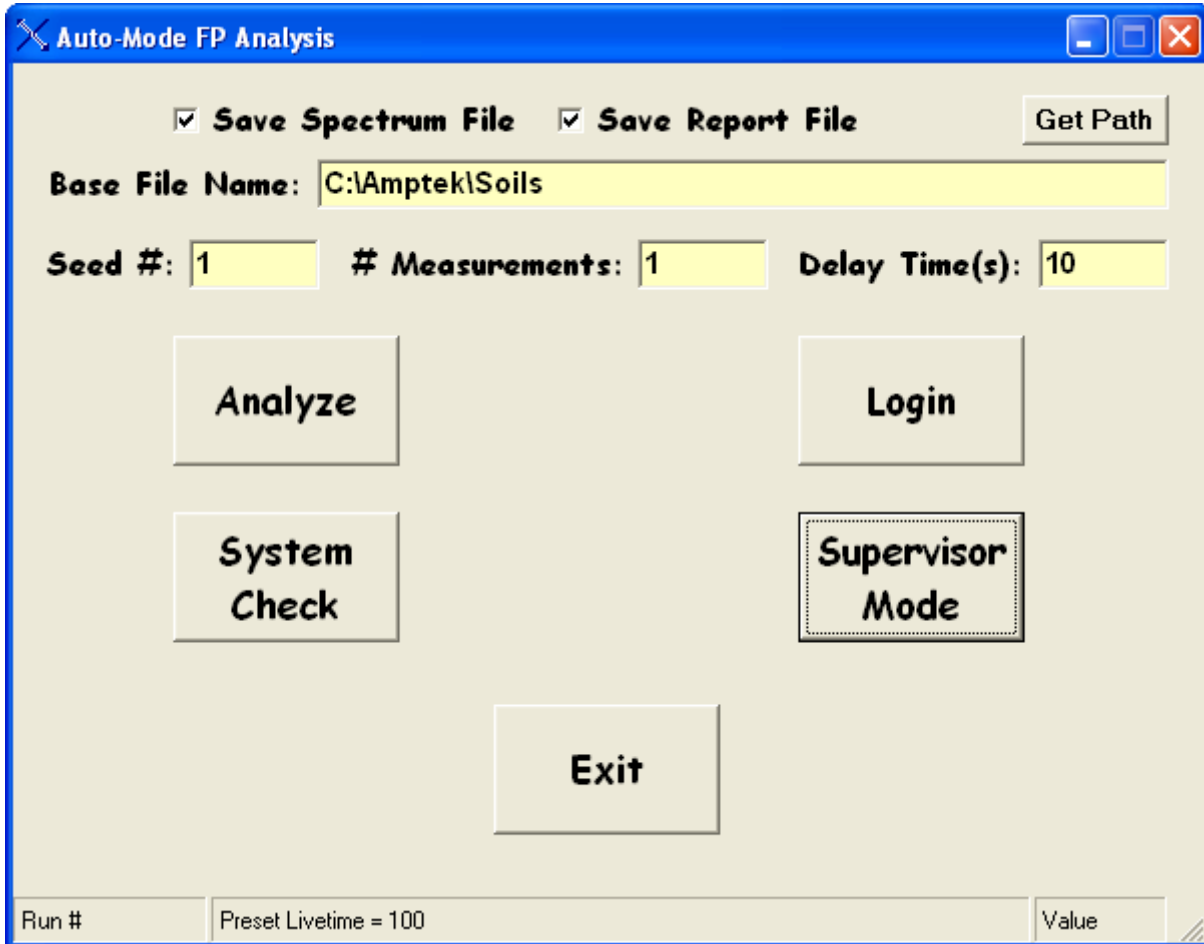 Auto-Mode FP Analysis
Save Spectrum File Save Report File Get Path
Base File Name: C:\Amptek\Soils
Seed #: 1 # Measurements: 1 Delay Time(s): 10
Analyze Login
System Check Supervisor Mode
Exit
Run # Preset Livetime = 100 Value